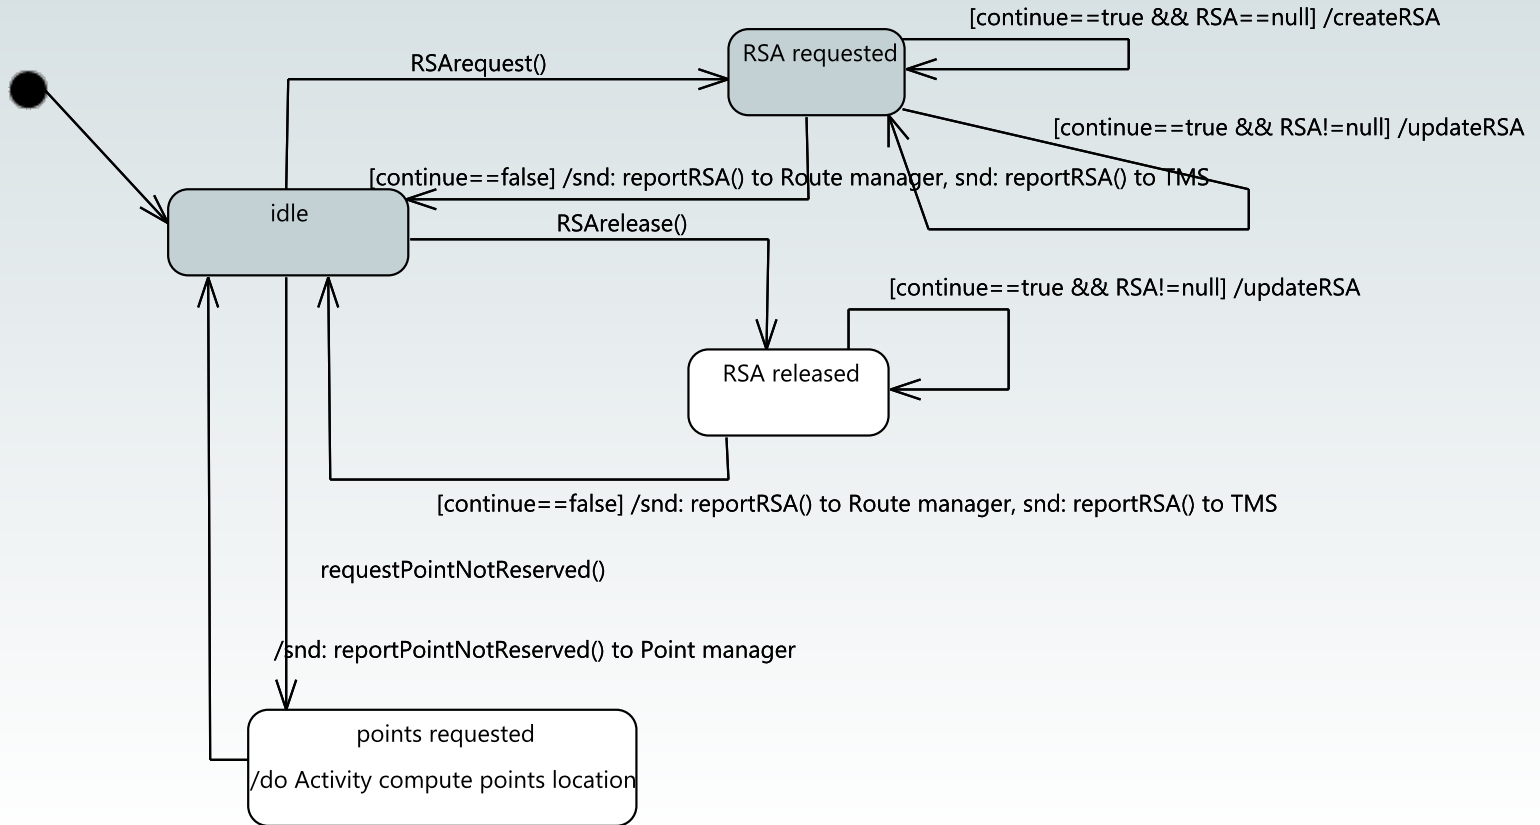 [continue==true && RSA==null] /createRSA
RSA requested
RSArequest()
[continue==true && RSA!=null] /updateRSA
[continue==false] /snd: reportRSA() to Route manager, snd: reportRSA() to TMS
idle
RSArelease()
[continue==true && RSA!=null] /updateRSA
RSA released
[continue==false] /snd: reportRSA() to Route manager, snd: reportRSA() to TMS
requestPointNotReserved()
/snd: reportPointNotReserved() to Point manager
points requested
/do Activity compute points location